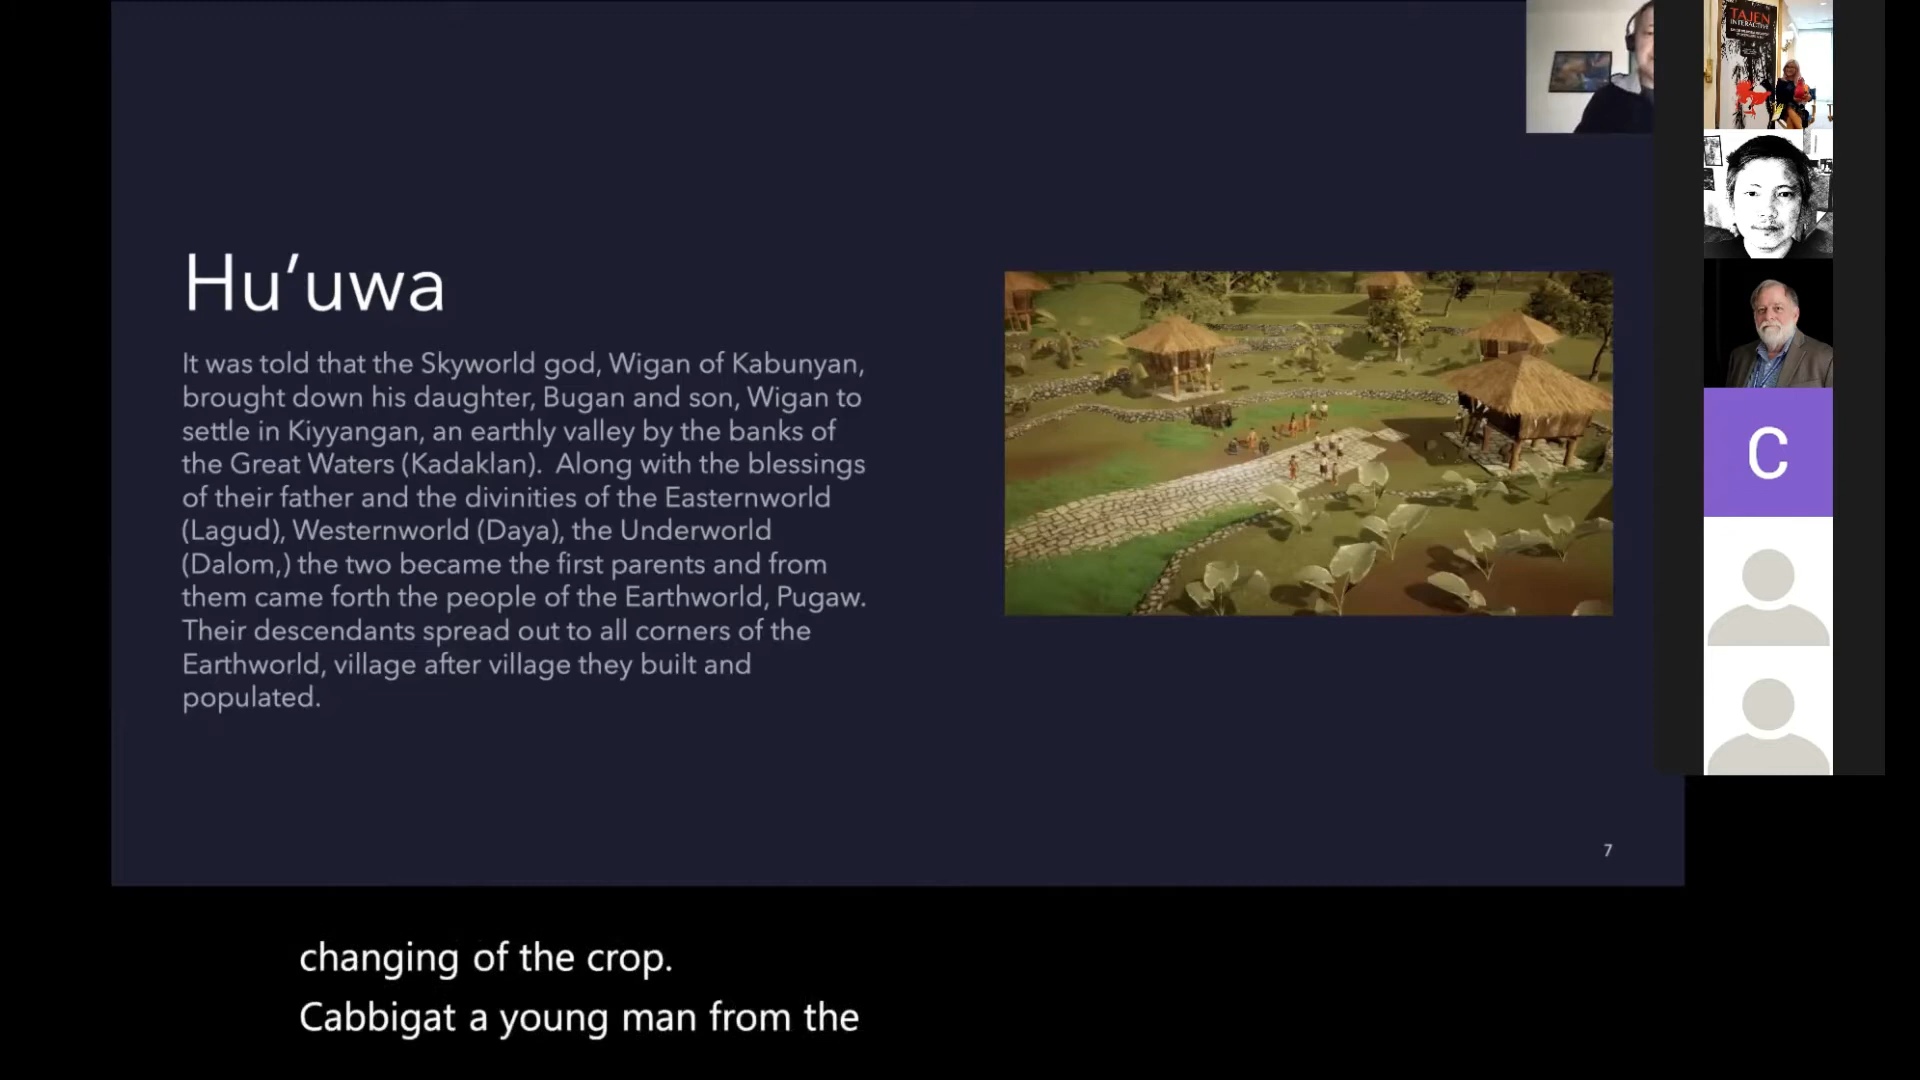 Hu’uwa
It was told that the Skyworld god, Wigan of Kabunyan,
brought down his daughter, Bugan and son, Wigan to
settle in Kiyyangan, an earthly valley by the banks of
the Great Waters (Kadaklan).  Along with the blessings
of their father and the divinities of the Easternworld
(Lagud), Westernworld (Daya), the Underworld
(Dalom,) the two became the first parents and from
them came forth the people of the Earthworld, Pugaw.
Their descendants spread out to all corners of the
Earthworld, village after village they built and
populated.
7
TAJEN
INTERACTIVE
C
changing of the crop.
Cabbigat a young man from the